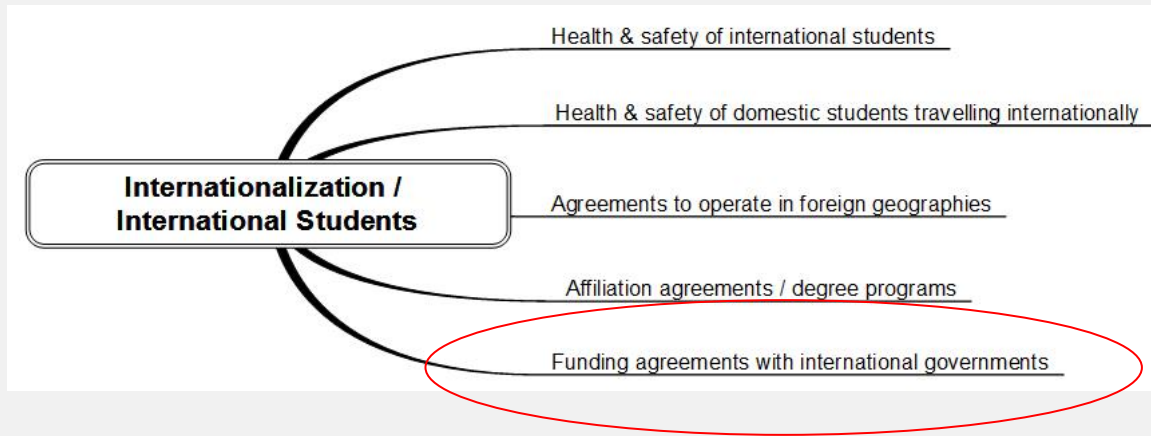 Health & safety of international students
Health & safety of domestic students travelling internationally
Internationalization /
International Students
Agreements to operate in foreign geographies
Affiliation agreements / degree programs
Funding agreements with international governments